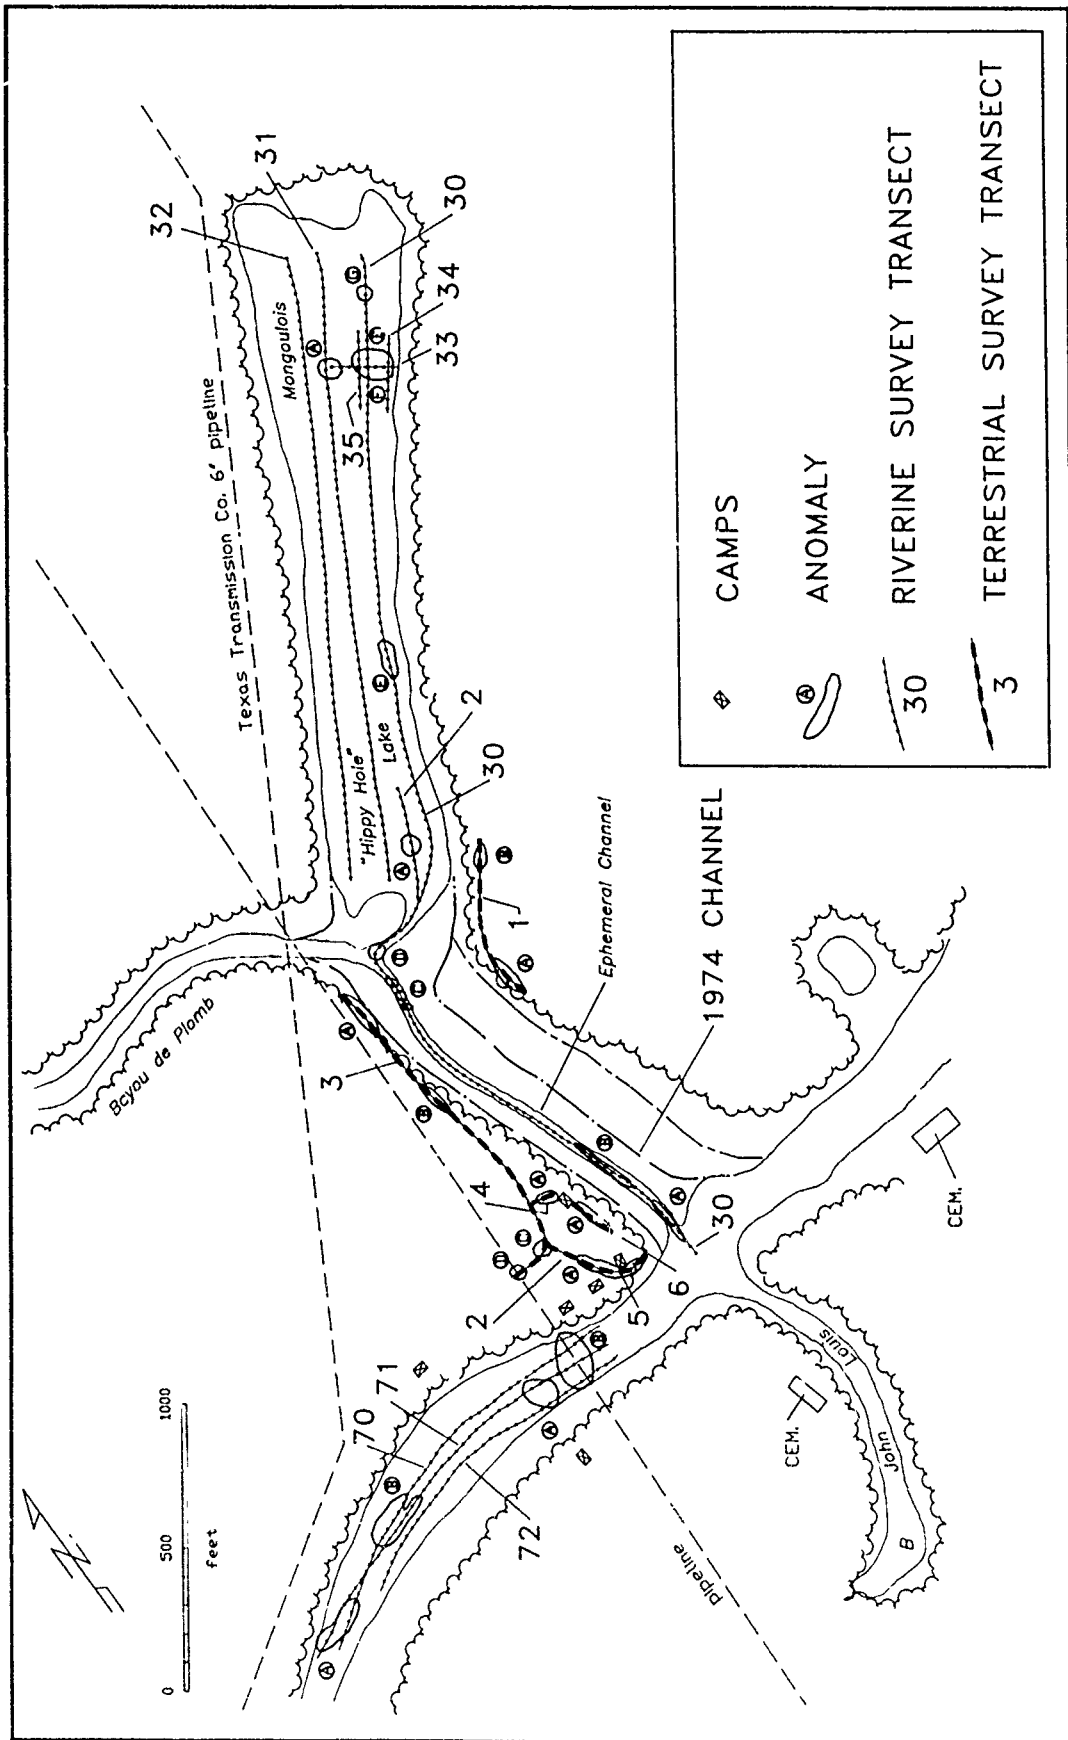 Texas Transmission Co. 6" pipeline
Bayou de Plomb
Mongoulois
"Hippy Hole"
Lake
32
31
30
34
33
35
2
30
1
3
4
2
5
6
30
70
71
72
A
G
E
F
E
A
D
C
B
A
A
B
B
A
A
A
C
D
A
B
A
B
A
Ephemeral Channel
1974 CHANNEL
CEM.
CEM.
B
John
Louis
pipeline
0 500 1000
feet
CAMPS
A ANOMALY
30 RIVERINE SURVEY TRANSECT
3 TERRESTRIAL SURVEY TRANSECT